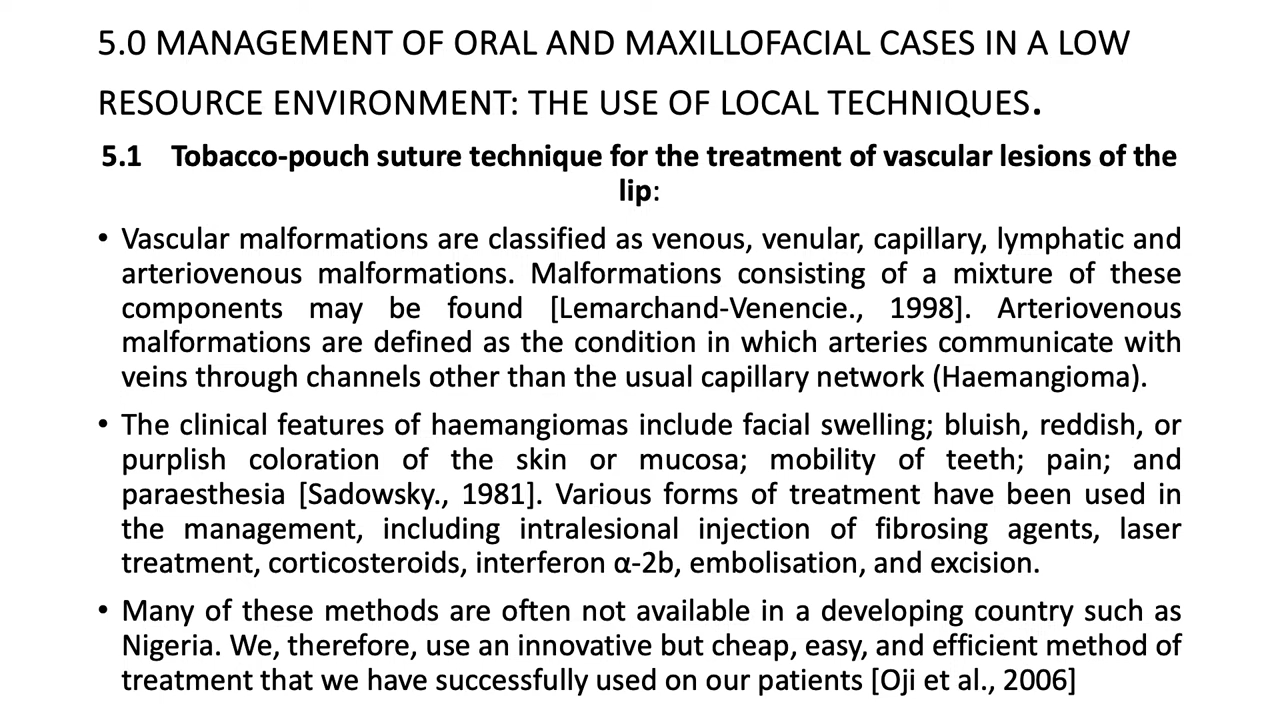 5.0 MANAGEMENT OF ORAL AND MAXILLOFACIAL CASES IN A LOW
RESOURCE ENVIRONMENT: THE USE OF LOCAL TECHNIQUES.
5.1 Tobacco-pouch suture technique for the treatment of vascular lesions of the
lip:
• Vascular malformations are classified as venous, venular, capillary, lymphatic and
arteriovenous malformations. Malformations consisting of a mixture of these
components may be found [Lemarchand-Venencie., 1998]. Arteriovenous
malformations are defined as the condition in which arteries communicate with
veins through channels other than the usual capillary network (Haemangioma).
• The clinical features of haemangiomas include facial swelling; bluish, reddish, or
purplish coloration of the skin or mucosa; mobility of teeth; pain; and
paraesthesia [Sadowsky., 1981]. Various forms of treatment have been used in
the management, including intralesional injection of fibrosing agents, laser
treatment, corticosteroids, interferon α-2b, embolisation, and excision.
• Many of these methods are often not available in a developing country such as
Nigeria. We, therefore, use an innovative but cheap, easy, and efficient method of
treatment that we have successfully used on our patients [Oji et al., 2006]